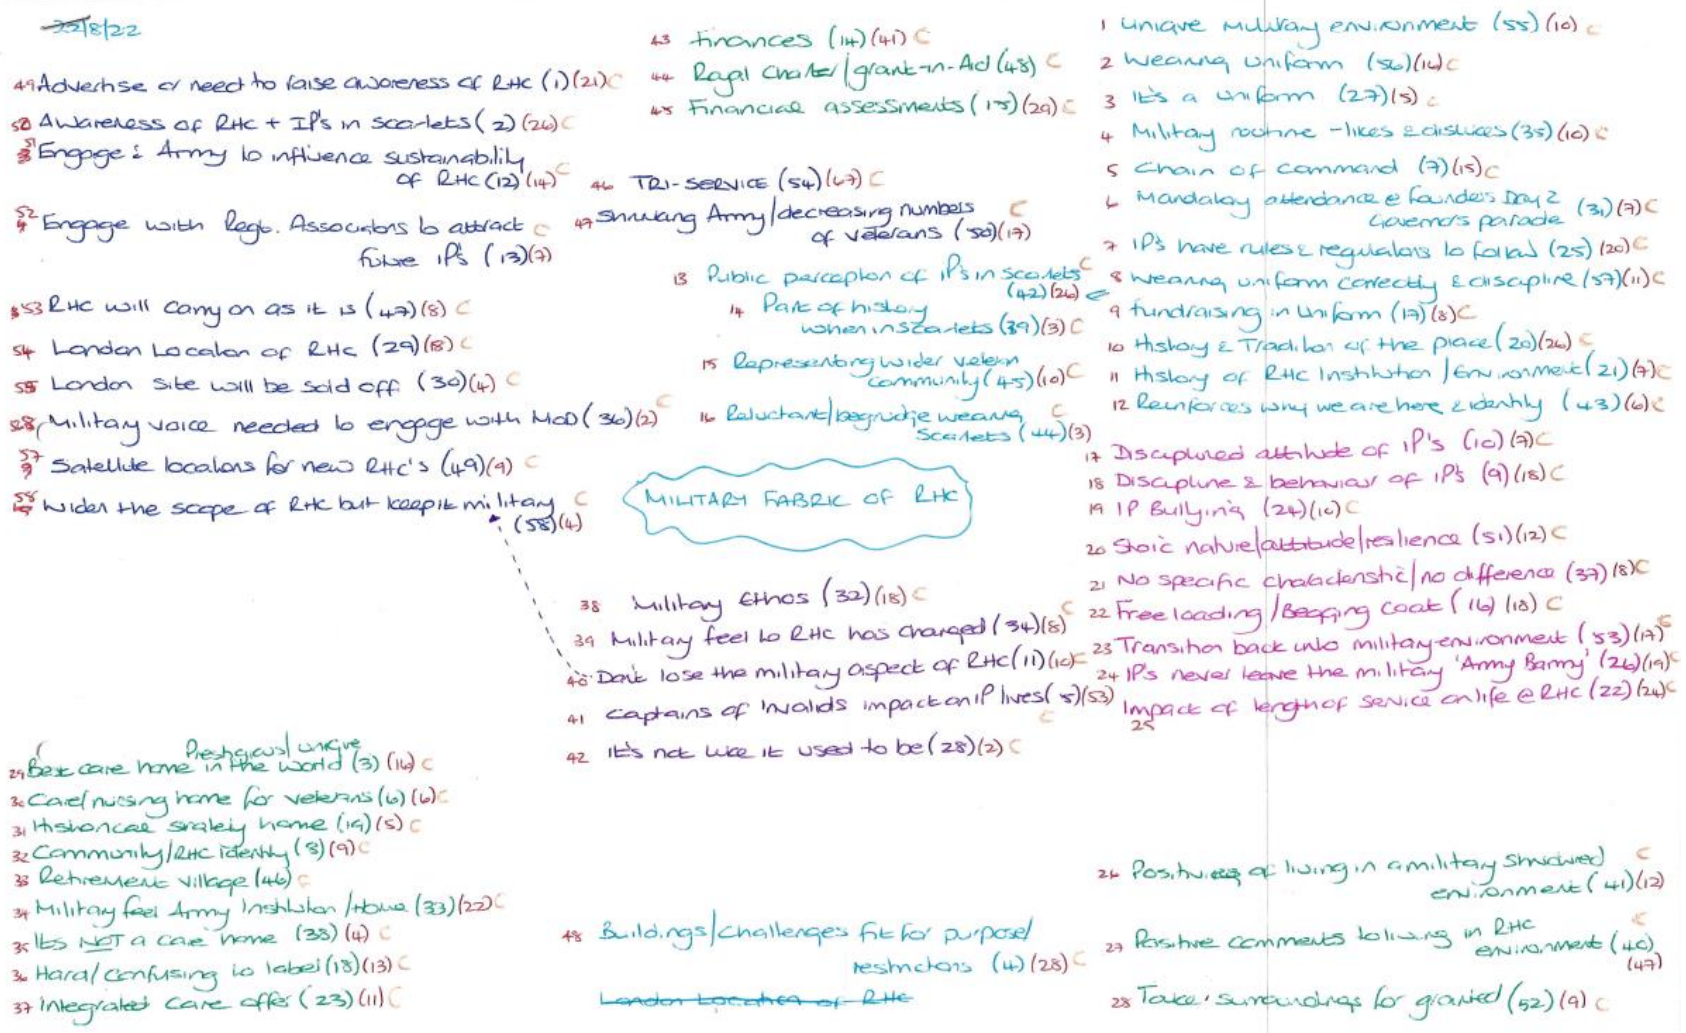 25/8/22
49 Advertise or need to raise awareness of RHC (1)(21) C
50 Awareness of RHC + IP's in scarlets (2)(26) C
51 Engage c̄ Army to influence sustainability
of RHC (12)(14) C
52 Engage with Regt. Associations to attract C
future IP's (13)(7)
53 RHC will carry on as it is (47)(8) C
54 London Location of RHC (29)(8) C
55 London Site will be sold off (30)(4) C
Military voice needed to engage with MoD (36)(2) C
57 Satellite locations for new RHC's (49)(9) C
58 Widen the scope of RHC but keep it military C
(58)(4)
43 Finances (14)(41) C
44 Royal Charter/grant-in-Aid (48) C
45 Financial assessments (15)(29) C
46 TRI-SERVICE (54)(67) C
47 Shrinking Army/decreasing numbers C
of veterans (50)(17)
13 Public perception of IP's in scarlets C
(42)(26)
14 Part of history
when in scarlets (39)(3) C
15 Representing wider veteran
community (45)(10) C
16 Reluctant/begrudge wearing C
Scarlets (44)(3)
1 Unique military environment (55)(10) C
2 Wearing uniform (56)(16) C
3 It's a uniform (27)(5) C
4 Military routine - likes & dislikes (35)(10) C
5 Chain of command (7)(15) C
6 Mandatory attendance @ Founders Day &
Governors parade (31)(7) C
7 IP's have rules & regulations to follow (25)(20) C
8 Wearing uniform correctly & discipline (57)(11) C
9 fundraising in uniform (17)(8) C
10 History & Tradition of the place (20)(26) C
11 History of RHC Institution/Environment (21)(7) C
12 Reinforces why we are here & identity (43)(6) C
17 Disciplined attitude of IP's (10)(7) C
18 Discipline & behaviour of IP's (9)(18) C
19 IP Bullying (24)(10) C
20 Stoic nature/attitude/resilience (51)(12) C
21 No specific characteristic/no difference (37)(8) C
22 Freeloading/Begging coat (16)(18) C
23 Transition back into military environment (53)(17) C
24 IP's never leave the military 'Army Barmy' (26)(19) C
Impact of length of service on life @ RHC (22)(24) C
25
MILITARY FABRIC OF RHC
38 Military Ethos (32)(18) C
39 Military feel to RHC has changed (34)(8) C
40 Don't lose the military aspect of RHC (11)(10) C
41 Captains of Invalids impact on IP lives (5)(53) C
42 It's not like it used to be (28)(2) C
Prestigious/unique
29 Best care home in the world (3)(16) C
30 Care/nursing home for veterans (6)(6) C
31 Historical stately home (19)(5) C
32 Community/RHC identity (8)(9) C
33 Retirement village (46) C
34 Military feel Army Institution/Home (33)(22) C
35 Its NOT a care home (38)(4) C
36 Hard/confusing to label (18)(13) C
37 Integrated care offer (23)(11) C
48 Buildings/challenges fit for purpose/
restrictions (4)(28) C
London Location of RHC
26 Positives of living in a military structured C
environment (41)(12)
27 Positive comments to living in RHC C
environment (40)
(47)
28 Take surroundings for granted (52)(9) C